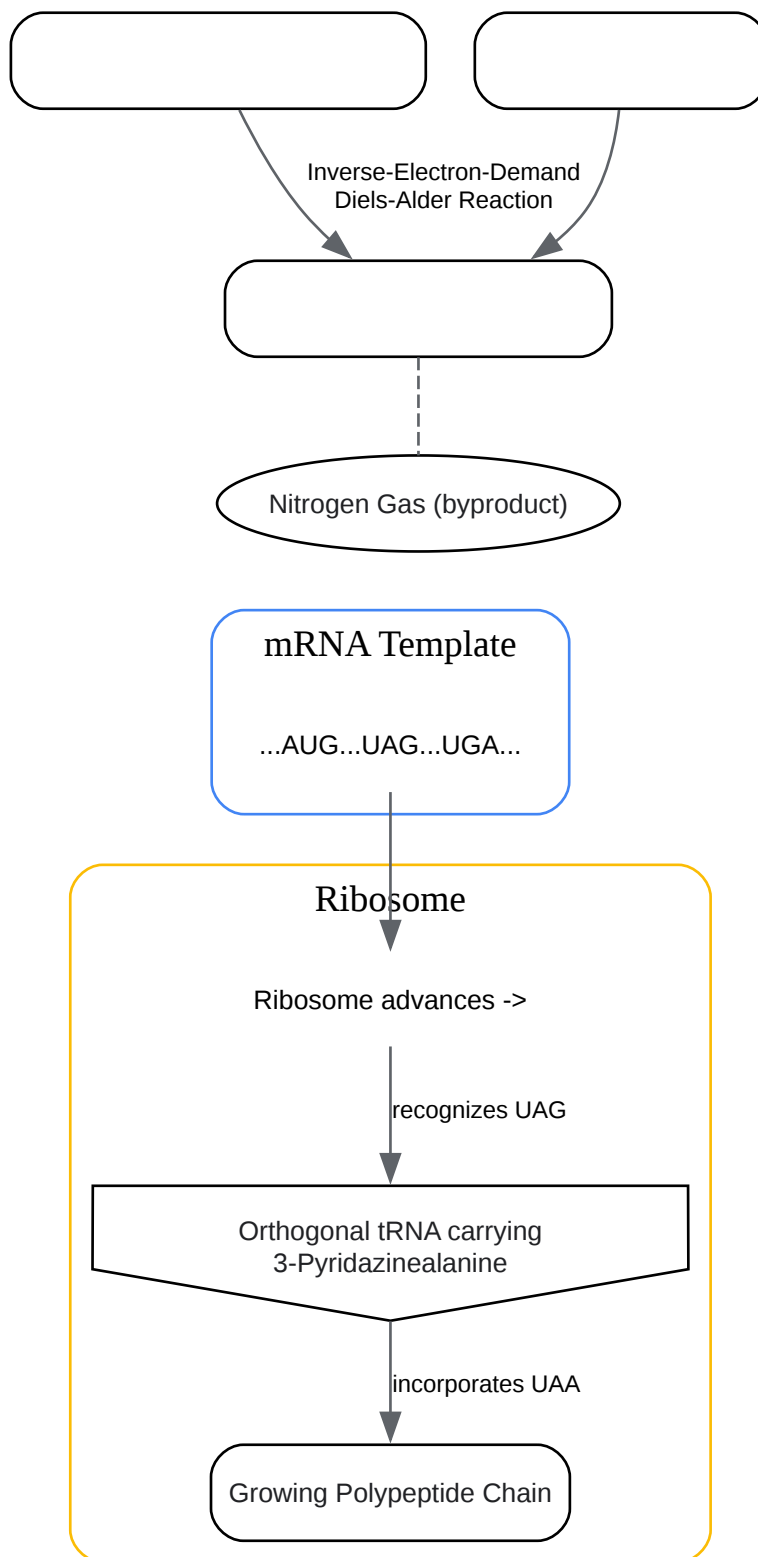 Inverse-Electron-Demand
Diels-Alder Reaction
Nitrogen Gas (byproduct)
mRNA Template
...AUG...UAG...UGA...
Ribosome
Ribosome advances ->
recognizes UAG
Orthogonal tRNA carrying
3-Pyridazinealanine
incorporates UAA
Growing Polypeptide Chain